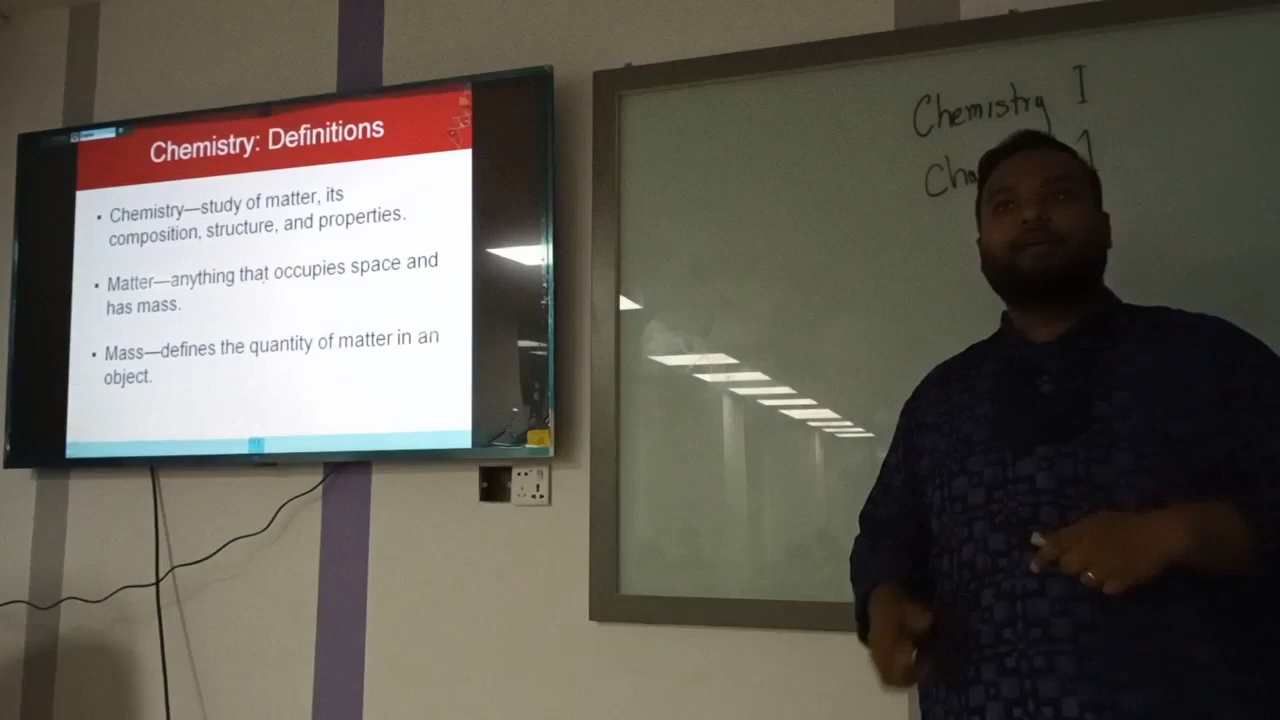 Chemistry: Definitions
• Chemistry—study of matter, its
composition, structure, and properties.
• Matter—anything that occupies space and
has mass.
• Mass—defines the quantity of matter in an
object.
Chemistry I
1